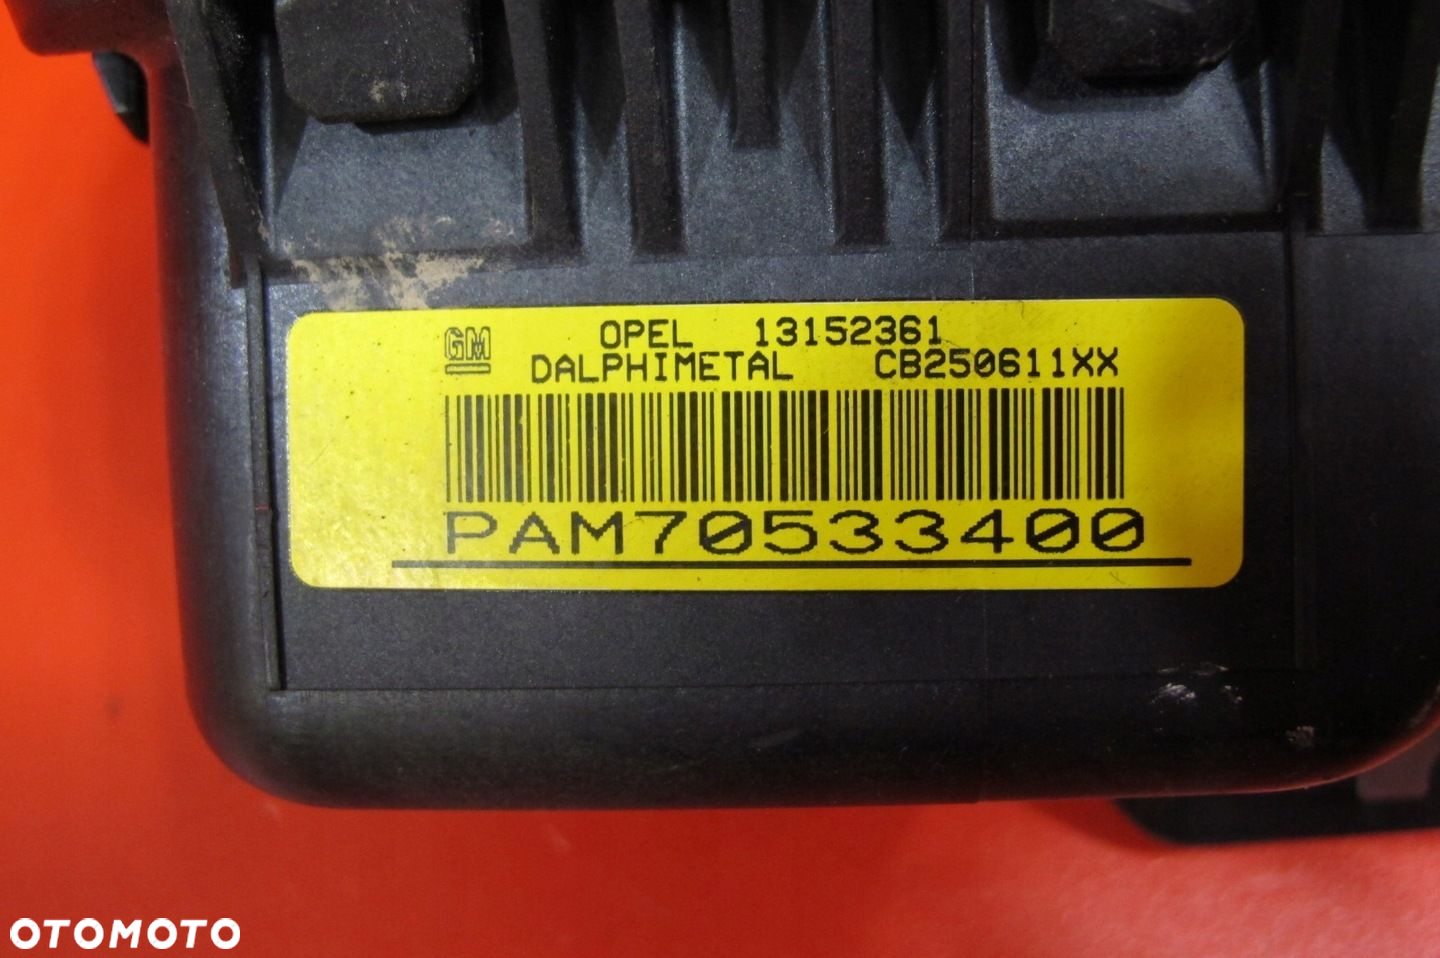 GM OPEL 13152361
DALPHIMETAL CB250611XX
PAM70533400
OTOMOTO